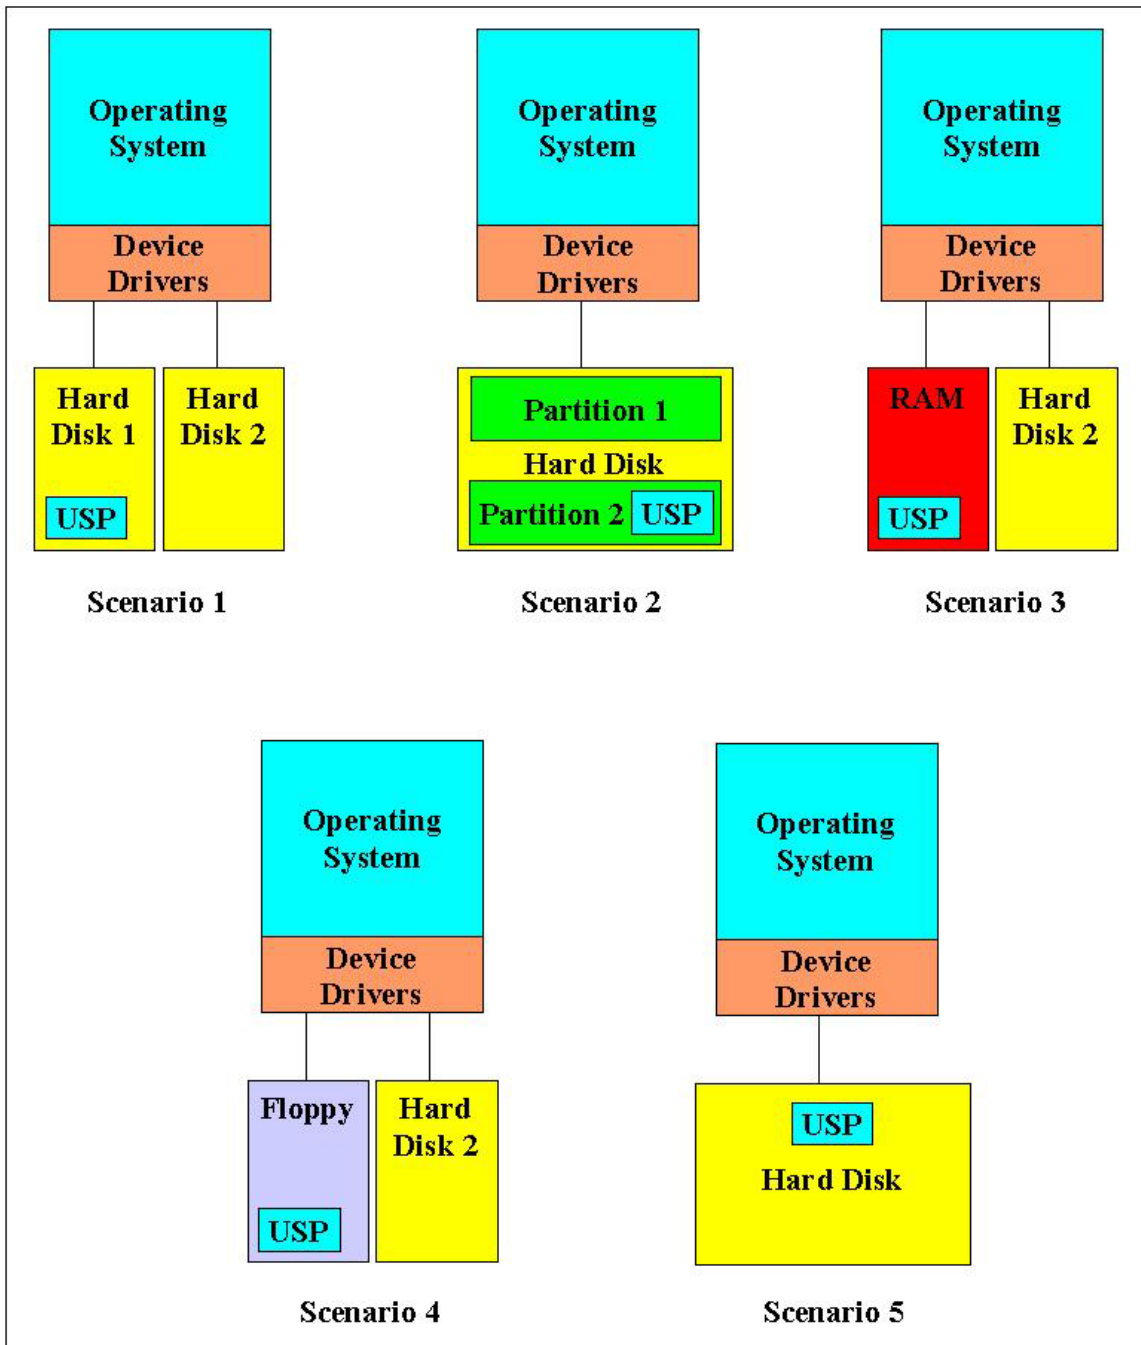 Operating
System
Device
Drivers
Hard
Disk 1
USP
Hard
Disk 2
Scenario 1
Operating
System
Device
Drivers
Partition 1
Hard Disk
Partition 2
USP
Scenario 2
Operating
System
Device
Drivers
RAM
USP
Hard
Disk 2
Scenario 3
Operating
System
Device
Drivers
Floppy
USP
Hard
Disk 2
Scenario 4
Operating
System
Device
Drivers
USP
Hard Disk
Scenario 5